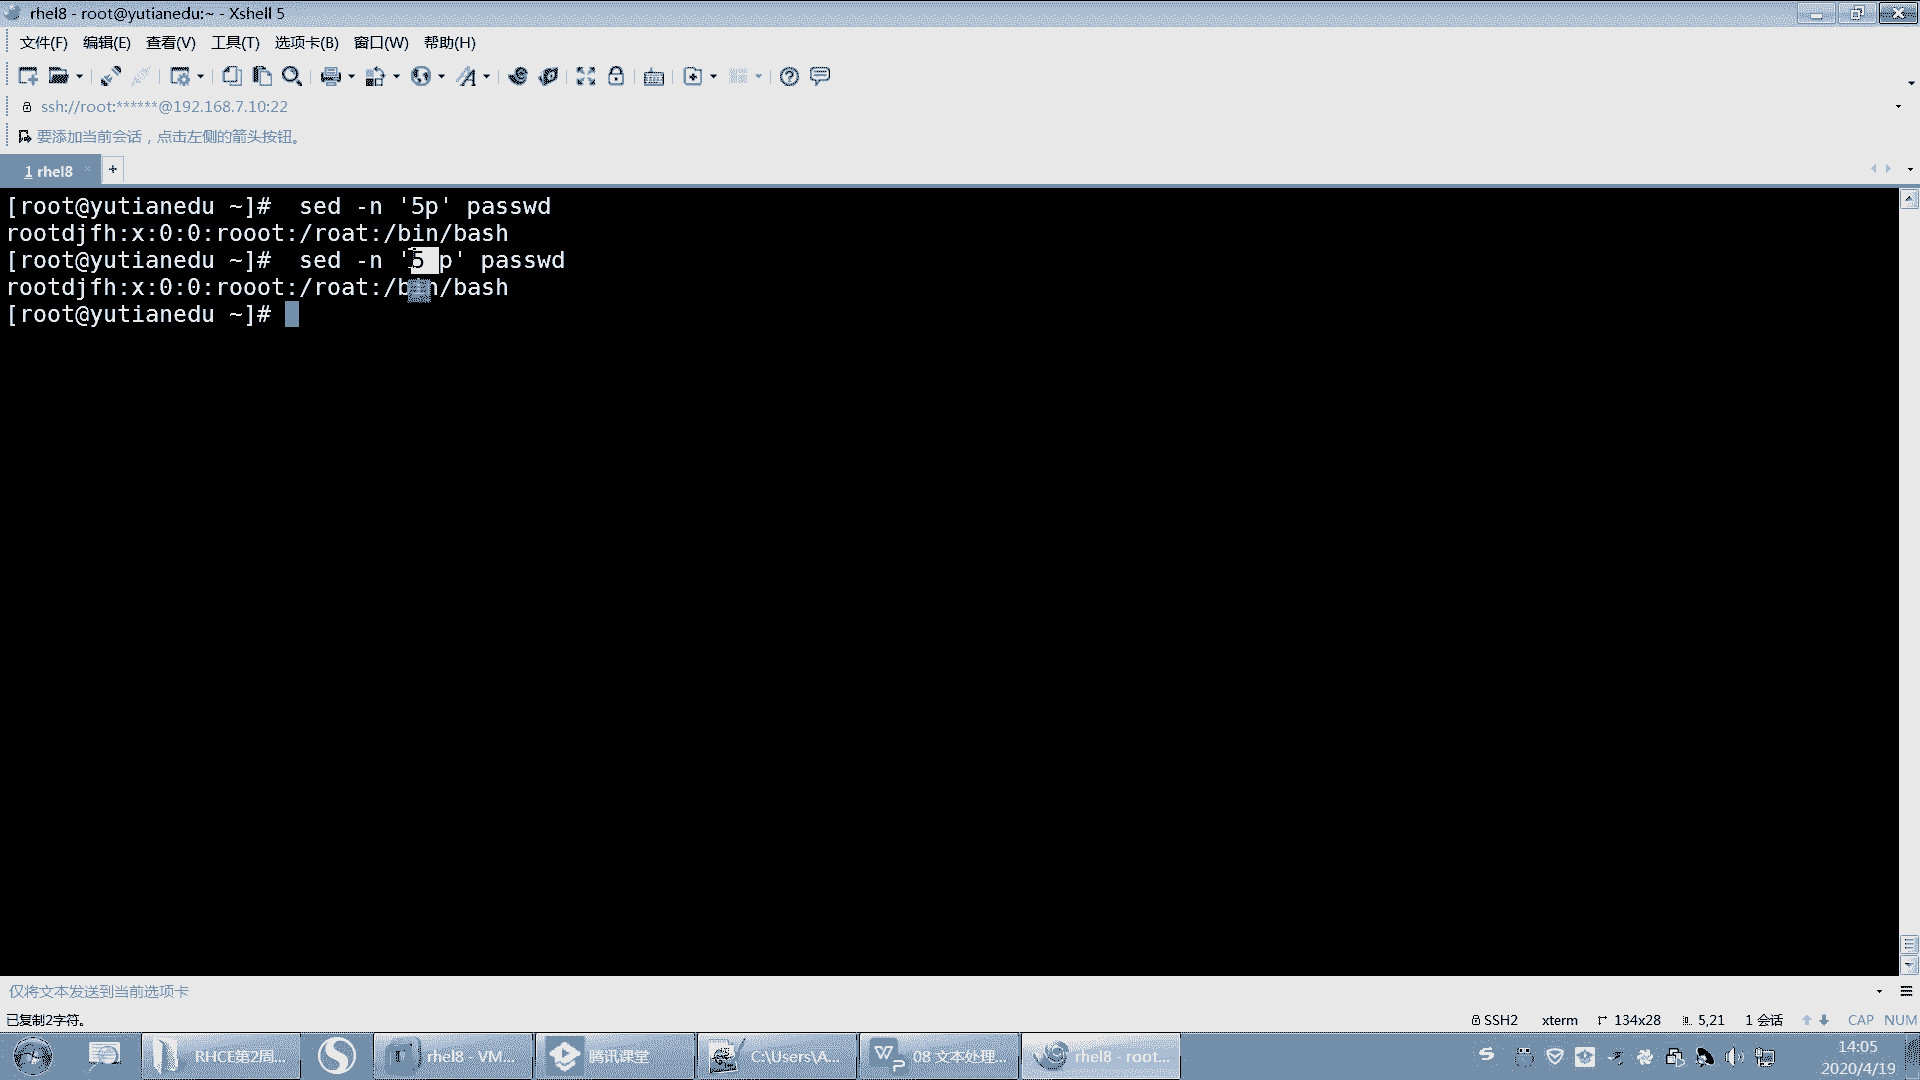 rhel8 - root@yutianedu:~ - Xshell 5
文件(F) 编辑(E) 查看(V) 工具(T) 选项卡(B) 窗口(W) 帮助(H)
ssh://root:******@192.168.7.10:22
要添加当前会话，点击左侧的箭头按钮。
1 rhel8
[root@yutianedu ~]#  sed -n '5p' passwd
rootdjfh:x:0:0:rooot:/roat:/bin/bash
[root@yutianedu ~]#  sed -n '5 p' passwd
rootdjfh:x:0:0:rooot:/roat:/bin/bash
[root@yutianedu ~]#
仅将文本发送到当前选项卡
已复制2字符。 SSH2 xterm 134x28 5,21 1 会话 CAP NUM
RHCE第2周... rhel8 - VM... 腾讯课堂 C:\Users\A... 08 文本处理... rhel8 - root... 14:05
2020/4/19